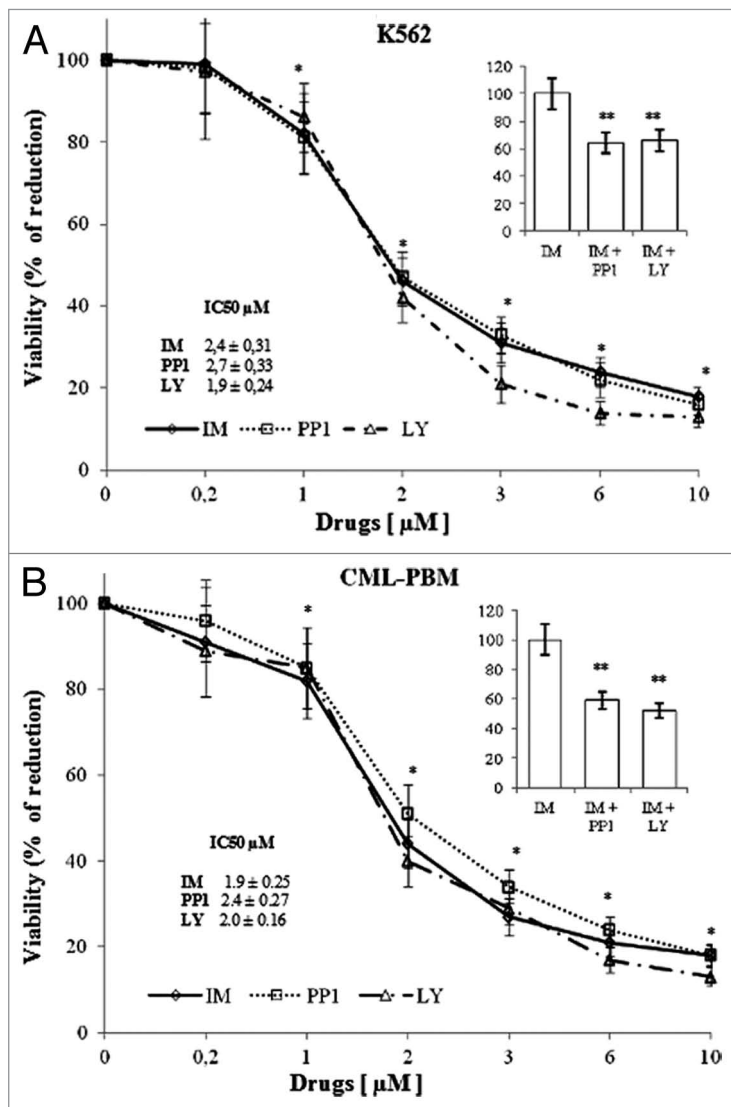 A
K562
Viability (% of reduction)
100
80
60
40
20
0
*
*
*
*
*
IC50 µM
IM 2,4 ± 0,31
PP1 2,7 ± 0,33
LY 1,9 ± 0,24
IM PP1 LY
0 0,2 1 2 3 6 10
Drugs [ µM ]
120
100
80
60
40
20
0
** **
IM IM + IM +
PP1 LY
B
CML-PBM
Viability (% of reduction)
100
80
60
40
20
0
*
*
*
*
*
IC50 µM
IM 1.9 ± 0.25
PP1 2.4 ± 0.27
LY 2.0 ± 0.16
IM PP1 LY
0 0,2 1 2 3 6 10
Drugs [ µM ]
120
100
80
60
40
20
0
** **
IM IM + IM +
PP1 LY